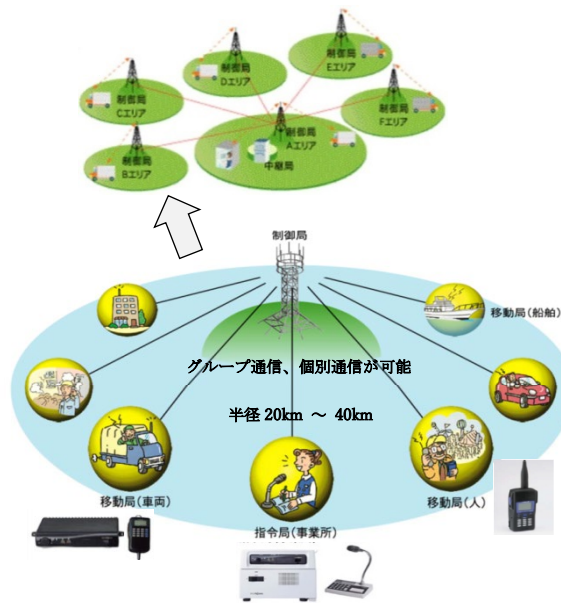 制御局
Eエリア
制御局
Dエリア
制御局
Cエリア
制御局
Fエリア
制御局
Aエリア
制御局
Bエリア
中継局
制御局
移動局(船舶)
グループ通信、個別通信が可能
半径 20km ～ 40km
移動局(車両)
移動局(人)
指令局(事業所)